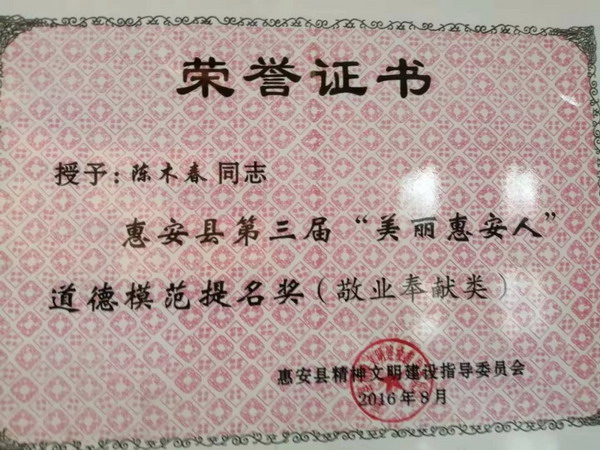 荣誉证书
授予：陈木春同志
惠安县第三届“美丽惠安人”
道德模范提名奖（敬业奉献类）
惠安县精神文明建设指导委员会
2016年8月